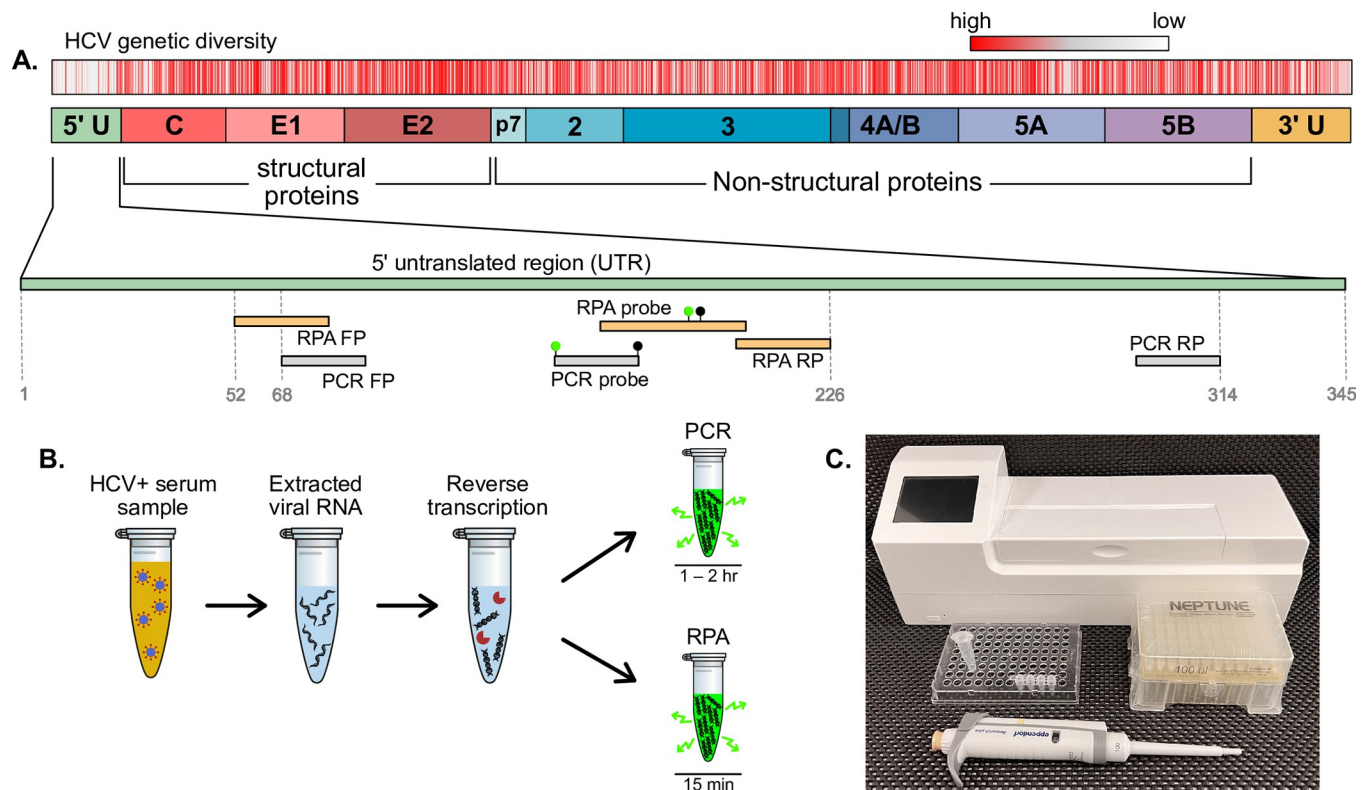 high low
HCV genetic diversity
A.
5' U C E1 E2 p7 2 3 4A/B 5A 5B 3' U
structural
proteins
Non-structural proteins
5' untranslated region (UTR)
RPA probe
RPA FP
RPA RP
PCR RP
PCR FP
PCR probe
1 52 68 226 314 345
B.
HCV+ serum
sample
Extracted
viral RNA
Reverse
transcription
PCR
1 – 2 hr
RPA
15 min
C.
NEPTUNE
100 ul
eppendorf
Research plus
100